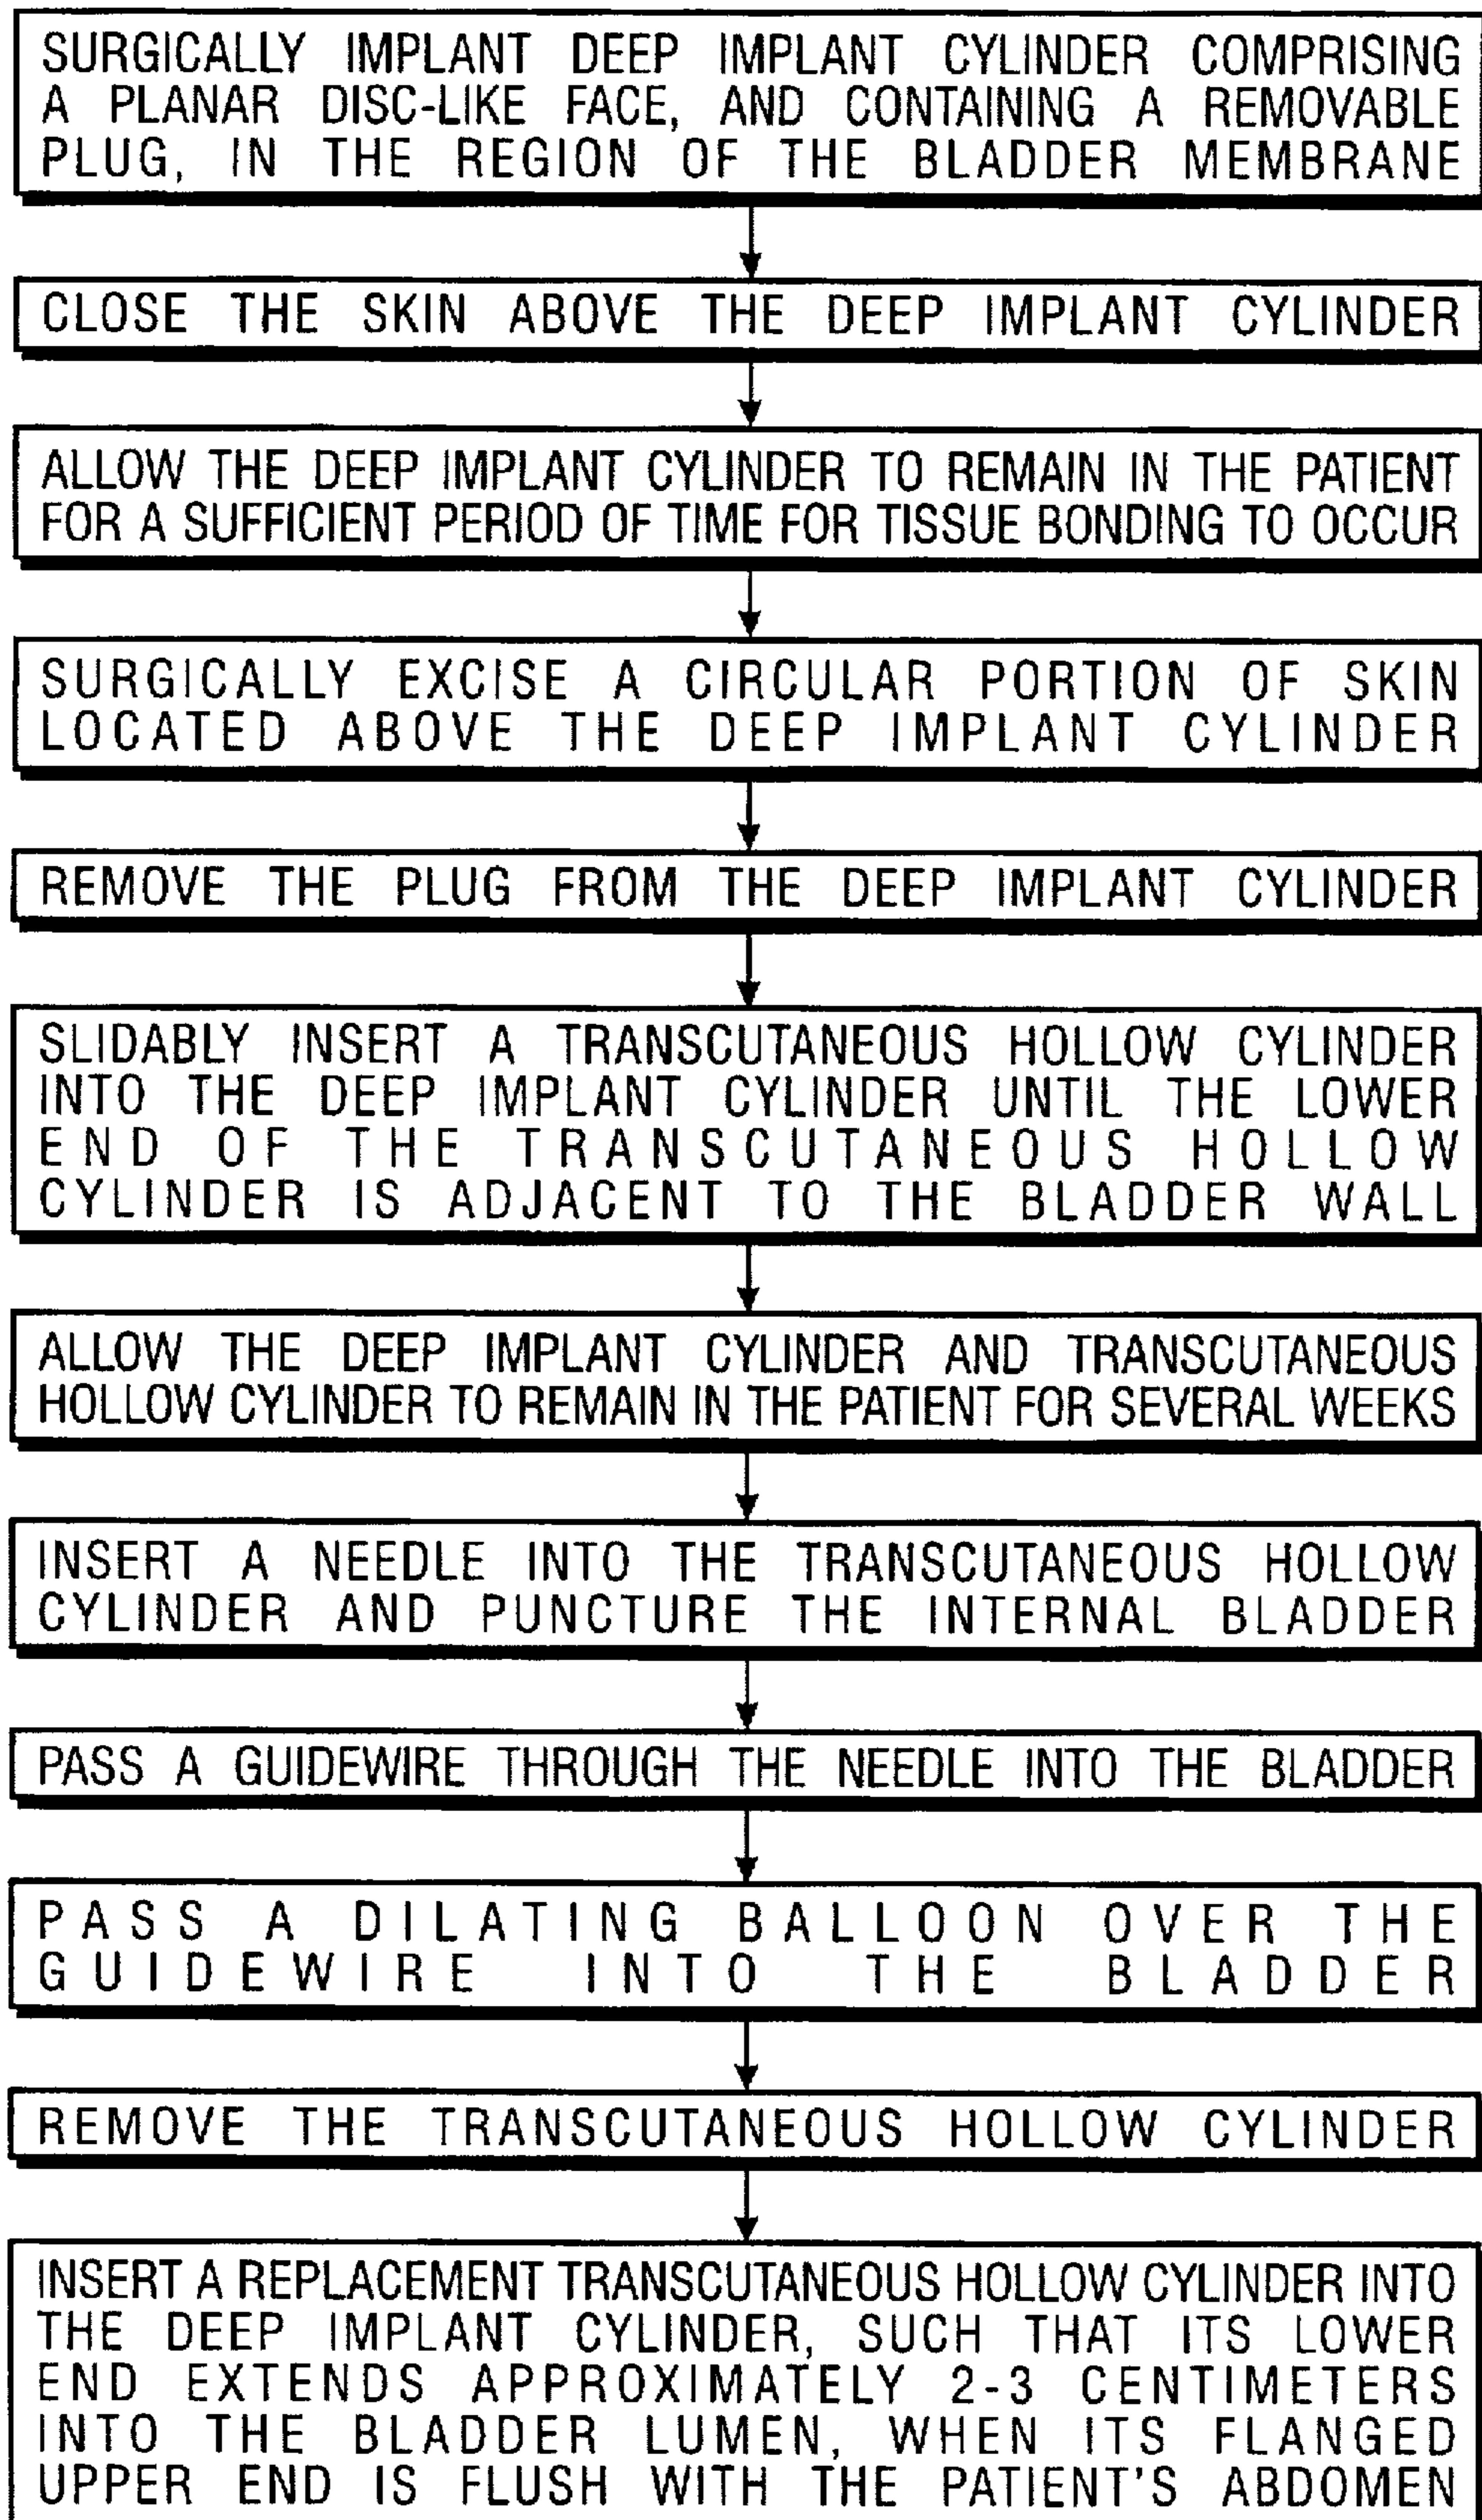 SURGICALLY IMPLANT DEEP IMPLANT CYLINDER COMPRISING
A PLANAR DISC-LIKE FACE, AND CONTAINING A REMOVABLE
PLUG, IN THE REGION OF THE BLADDER MEMBRANE
CLOSE THE SKIN ABOVE THE DEEP IMPLANT CYLINDER
ALLOW THE DEEP IMPLANT CYLINDER TO REMAIN IN THE PATIENT
FOR A SUFFICIENT PERIOD OF TIME FOR TISSUE BONDING TO OCCUR
SURGICALLY EXCISE A CIRCULAR PORTION OF SKIN
LOCATED ABOVE THE DEEP IMPLANT CYLINDER
REMOVE THE PLUG FROM THE DEEP IMPLANT CYLINDER
SLIDABLY INSERT A TRANSCUTANEOUS HOLLOW CYLINDER
INTO THE DEEP IMPLANT CYLINDER UNTIL THE LOWER
END OF THE TRANSCUTANEOUS HOLLOW
CYLINDER IS ADJACENT TO THE BLADDER WALL
ALLOW THE DEEP IMPLANT CYLINDER AND TRANSCUTANEOUS
HOLLOW CYLINDER TO REMAIN IN THE PATIENT FOR SEVERAL WEEKS
INSERT A NEEDLE INTO THE TRANSCUTANEOUS HOLLOW
CYLINDER AND PUNCTURE THE INTERNAL BLADDER
PASS A GUIDEWIRE THROUGH THE NEEDLE INTO THE BLADDER
PASS A DILATING BALLOON OVER THE
GUIDEWIRE INTO THE BLADDER
REMOVE THE TRANSCUTANEOUS HOLLOW CYLINDER
INSERT A REPLACEMENT TRANSCUTANEOUS HOLLOW CYLINDER INTO
THE DEEP IMPLANT CYLINDER, SUCH THAT ITS LOWER
END EXTENDS APPROXIMATELY 2-3 CENTIMETERS
INTO THE BLADDER LUMEN, WHEN ITS FLANGED
UPPER END IS FLUSH WITH THE PATIENT'S ABDOMEN